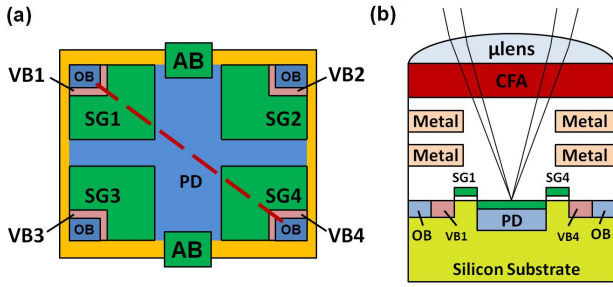 (a)
AB
VB1
OB
OB
VB2
SG1
SG2
PD
SG3
SG4
VB3
OB
OB
VB4
AB
(b)
µlens
CFA
Metal
Metal
Metal
Metal
SG1
SG4
PD
OB
VB1
VB4
OB
Silicon Substrate